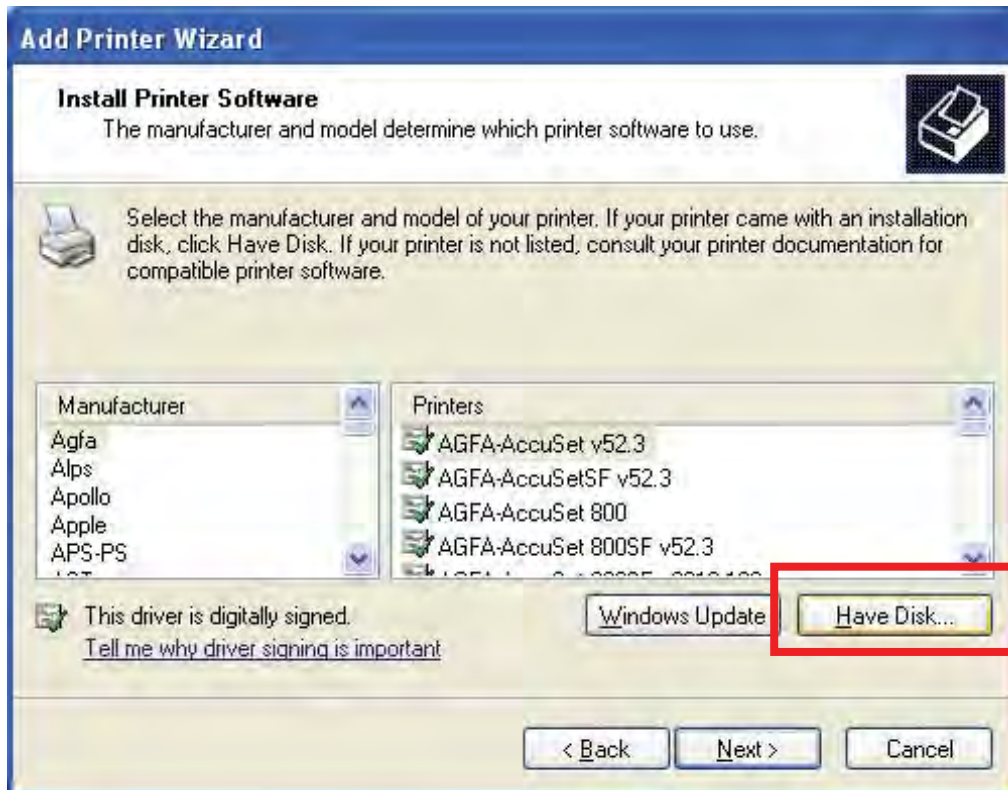 Add Printer Wizard
Install Printer Software
The manufacturer and model determine which printer software to use.
Select the manufacturer and model of your printer. If your printer came with an installation
disk, click Have Disk. If your printer is not listed, consult your printer documentation for
compatible printer software.
Manufacturer
Agfa
Alps
Apollo
Apple
APS-PS
Printers
AGFA-AccuSet v52.3
AGFA-AccuSetSF v52.3
AGFA-AccuSet 800
AGFA-AccuSet 800SF v52.3
This driver is digitally signed.
Tell me why driver signing is important
Windows Update
Have Disk...
< Back
Next >
Cancel